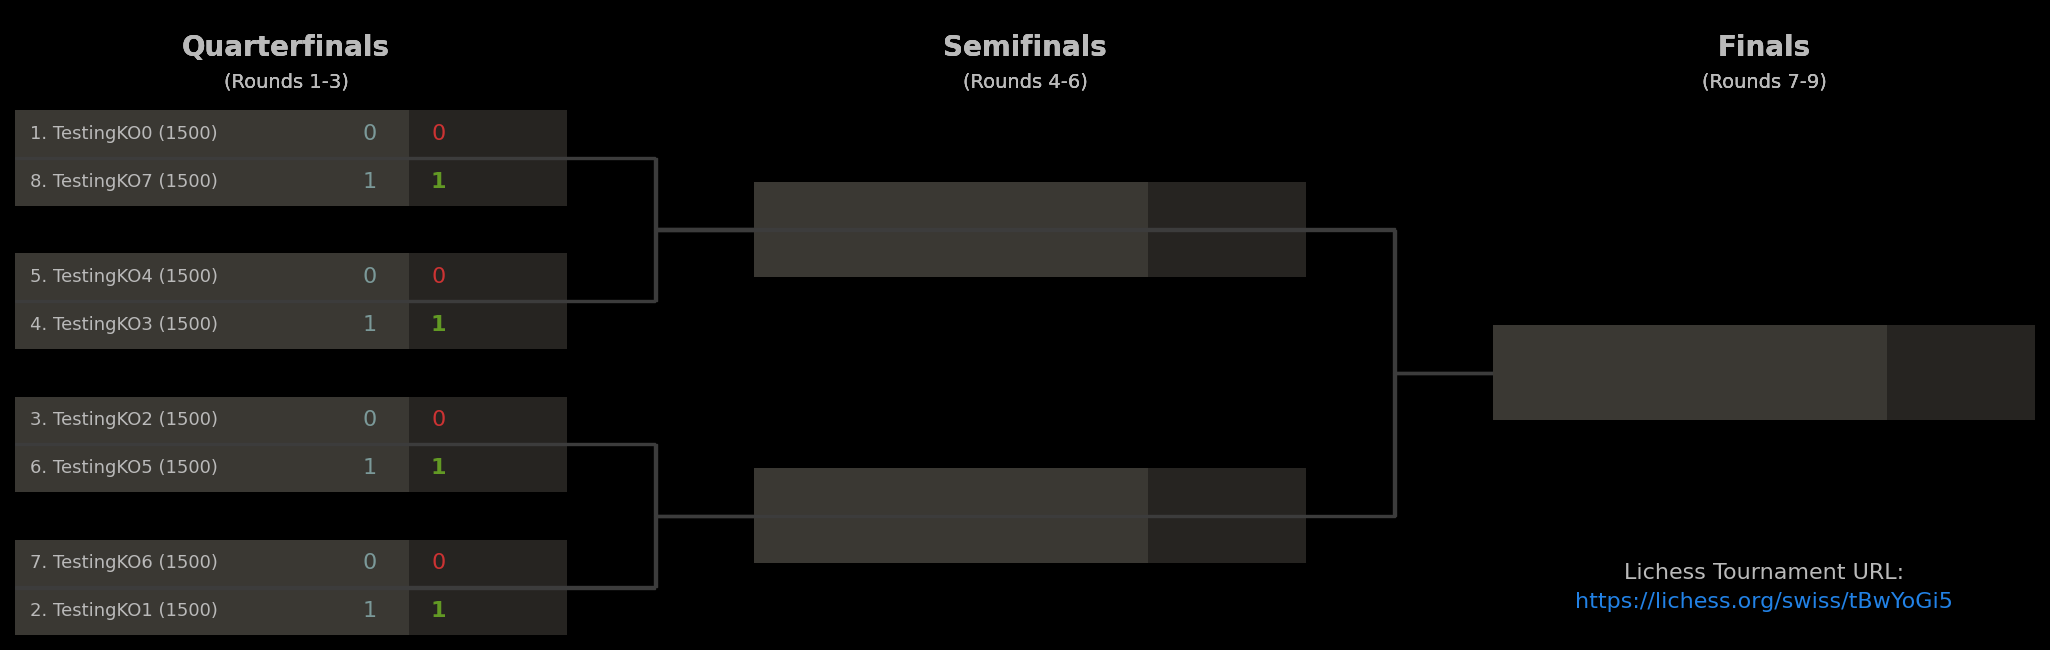 Quarterfinals
(Rounds 1-3)
1. TestingKO0 (1500) 0 0
8. TestingKO7 (1500) 1 1
5. TestingKO4 (1500) 0 0
4. TestingKO3 (1500) 1 1
3. TestingKO2 (1500) 0 0
6. TestingKO5 (1500) 1 1
7. TestingKO6 (1500) 0 0
2. TestingKO1 (1500) 1 1
Semifinals
(Rounds 4-6)
Finals
(Rounds 7-9)
Lichess Tournament URL:
https://lichess.org/swiss/tBwYoGi5